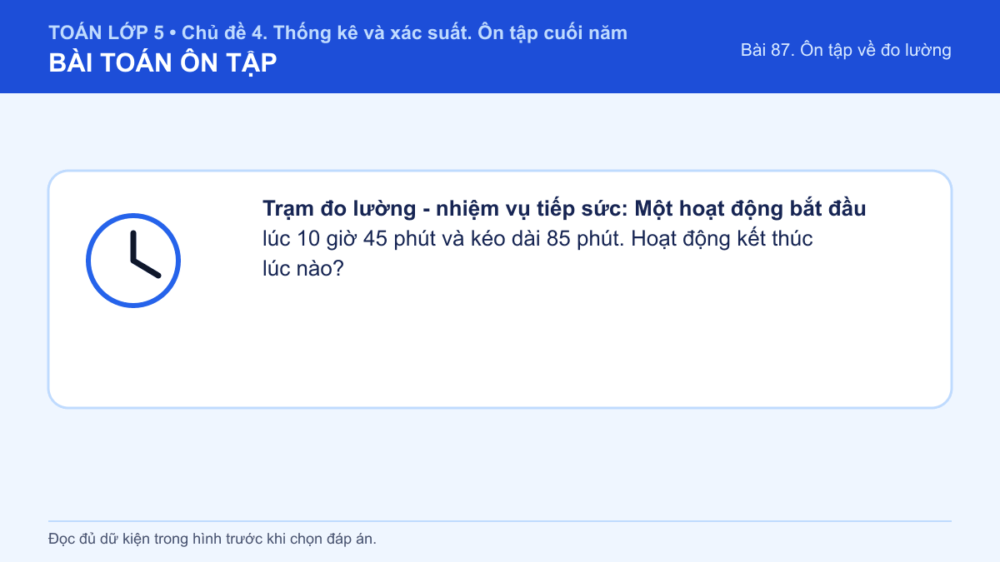 TOÁN LỚP 5 • Chủ đề 4. Thống kê và xác suất. Ôn tập cuối năm
BÀI TOÁN ÔN TẬP
Bài 87. Ôn tập về đo lường
Trạm đo lường - nhiệm vụ tiếp sức: Một hoạt động bắt đầu
lúc 10 giờ 45 phút và kéo dài 85 phút. Hoạt động kết thúc
lúc nào?
Đọc đủ dữ kiện trong hình trước khi chọn đáp án.